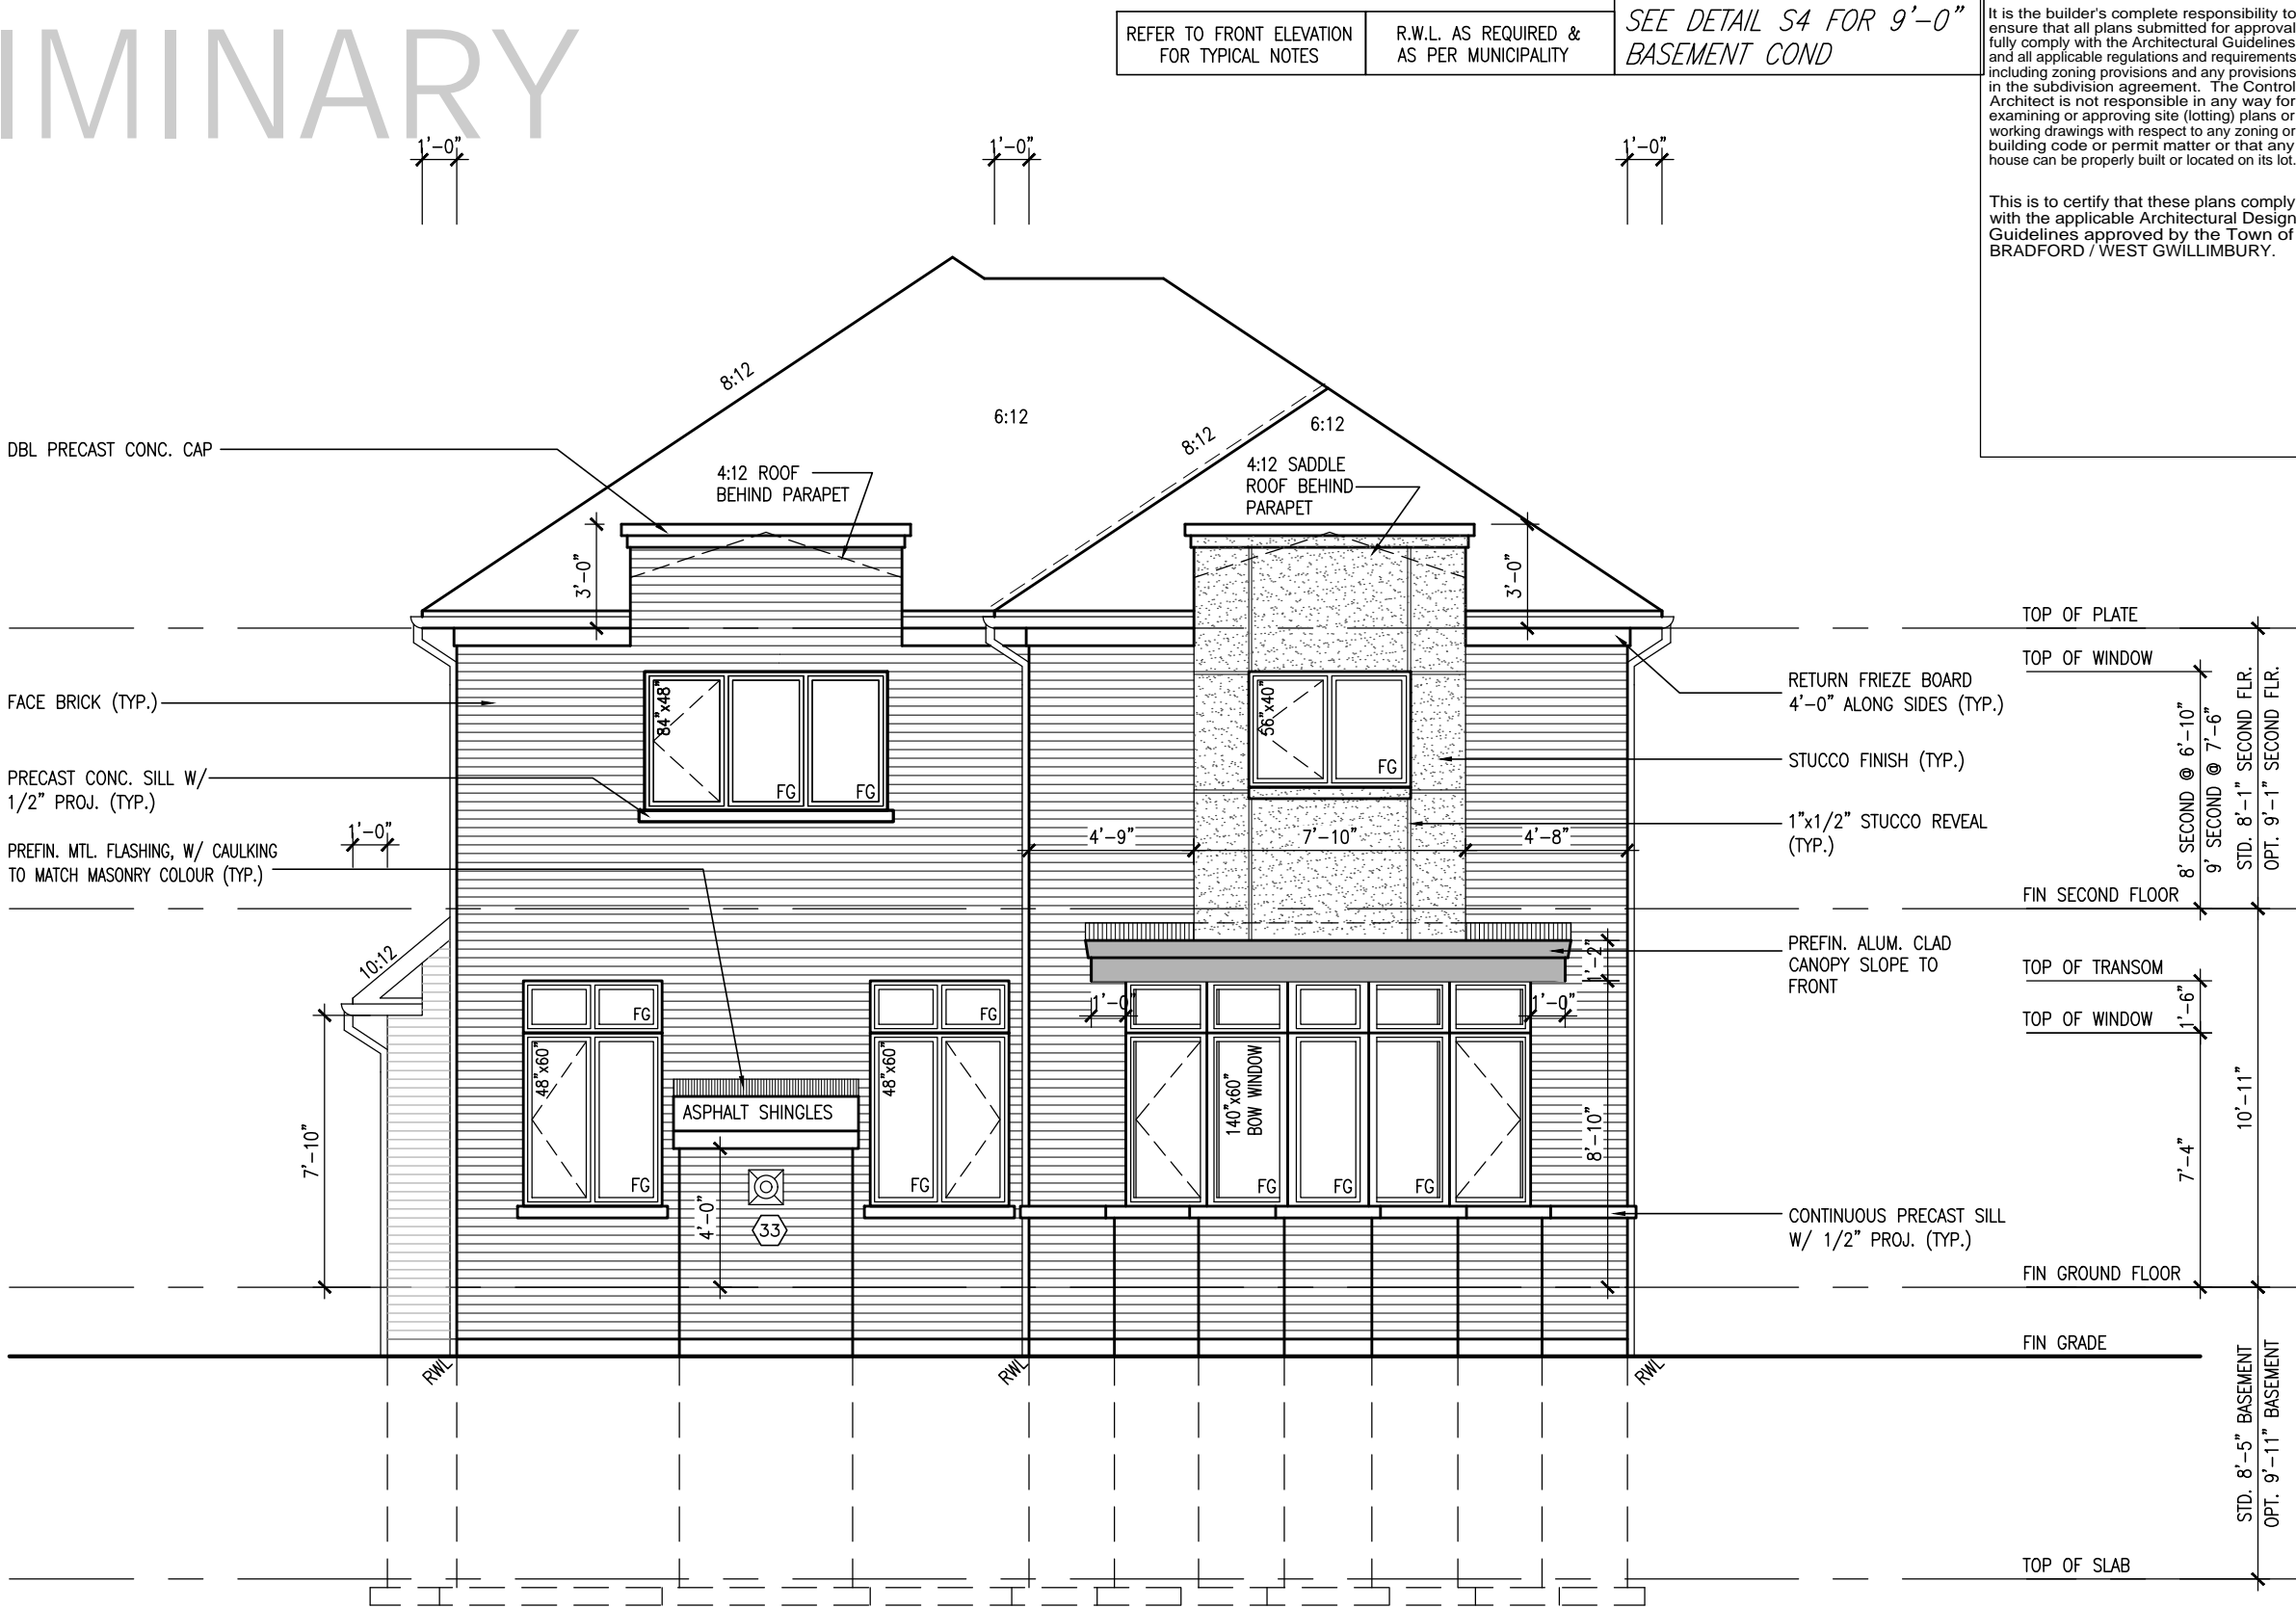 IMINARY
REFER TO FRONT ELEVATION
FOR TYPICAL NOTES
R.W.L. AS REQUIRED &
AS PER MUNICIPALITY
SEE DETAIL S4 FOR 9'-0"
BASEMENT COND
It is the builder's complete responsibility to
ensure that all plans submitted for approval
fully comply with the Architectural Guidelines
and all applicable regulations and requirements
including zoning provisions and any provisions
in the subdivision agreement. The Control
Architect is not responsible in any way for
examining or approving site (lotting) plans or
working drawings with respect to any zoning or
building code or permit matter or that any
house can be properly built or located on its lot.
This is to certify that these plans comply
with the applicable Architectural Design
Guidelines approved by the Town of
BRADFORD / WEST GWILLIMBURY.
1'-0"
1'-0"
1'-0"
8:12
6:12
8:12
6:12
DBL PRECAST CONC. CAP
4:12 ROOF
BEHIND PARAPET
4:12 SADDLE
ROOF BEHIND
PARAPET
3'-0"
3'-0"
TOP OF PLATE
TOP OF WINDOW
FACE BRICK (TYP.)
84"x48"
FG
FG
56"x40"
FG
RETURN FRIEZE BOARD
4'-0" ALONG SIDES (TYP.)
STUCCO FINISH (TYP.)
1"x1/2" STUCCO REVEAL
(TYP.)
8' SECOND @ 6'-10"
9' SECOND @ 7'-6"
STD. 8'-1" SECOND FLR.
OPT. 9'-1" SECOND FLR.
PRECAST CONC. SILL W/
1/2" PROJ. (TYP.)
1'-0"
PREFIN. MTL. FLASHING, W/ CAULKING
TO MATCH MASONRY COLOUR (TYP.)
4'-9"
7'-10"
4'-8"
FIN SECOND FLOOR
10:12
PREFIN. ALUM. CLAD
CANOPY SLOPE TO
FRONT
1'-2"
TOP OF TRANSOM
1'-6"
TOP OF WINDOW
FG
FG
1'-0"
1'-0"
48"x60"
FG
ASPHALT SHINGLES
48"x60"
FG
140"x60"
BOW WINDOW
FG
FG
FG
7'-10"
4'-0"
33
8'-10"
7'-4"
10'-11"
CONTINUOUS PRECAST SILL
W/ 1/2" PROJ. (TYP.)
FIN GROUND FLOOR
FIN GRADE
RWL
RWL
RWL
STD. 8'-5" BASEMENT
OPT. 9'-11" BASEMENT
TOP OF SLAB